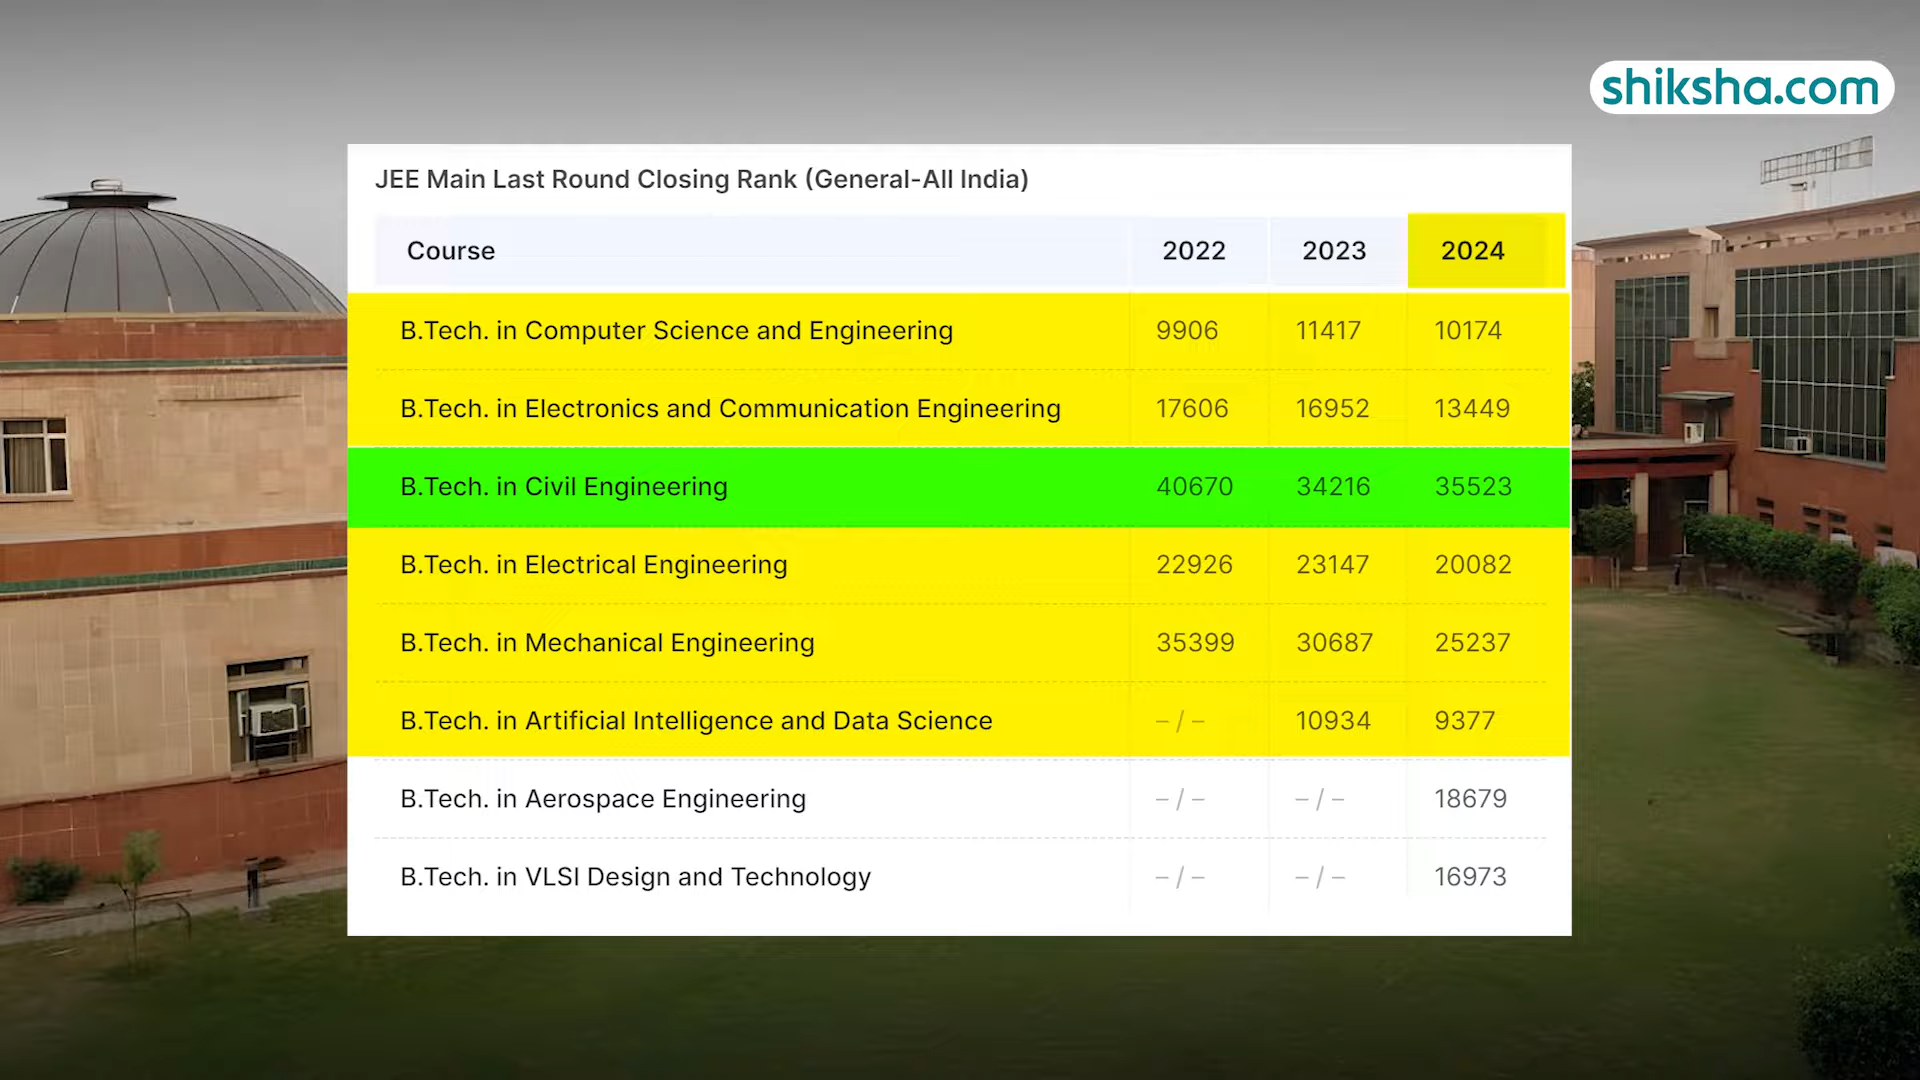 shiksha.com
JEE Main Last Round Closing Rank (General-All India)
Course 2022 2023 2024
B.Tech. in Computer Science and Engineering 9906 11417 10174
B.Tech. in Electronics and Communication Engineering 17606 16952 13449
B.Tech. in Civil Engineering 40670 34216 35523
B.Tech. in Electrical Engineering 22926 23147 20082
B.Tech. in Mechanical Engineering 35399 30687 25237
B.Tech. in Artificial Intelligence and Data Science – / – 10934 9377
B.Tech. in Aerospace Engineering – / – – / – 18679
B.Tech. in VLSI Design and Technology – / – – / – 16973